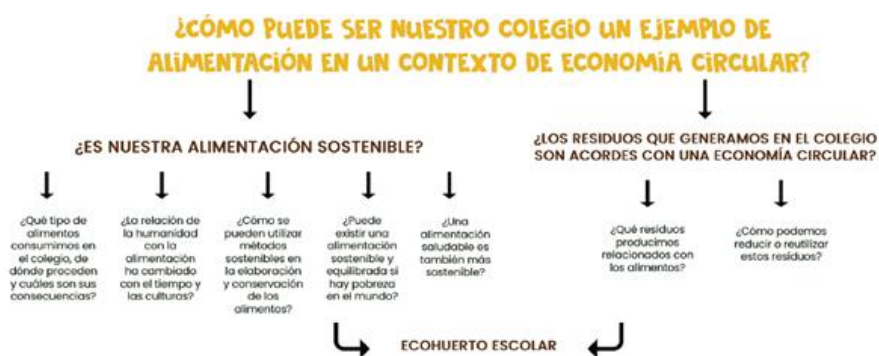 ¿CÓMO PUEDE SER NUESTRO COLEGIO UN EJEMPLO DE
ALIMENTACIÓN EN UN CONTEXTO DE ECONOMÍA CIRCULAR?
¿ES NUESTRA ALIMENTACIÓN SOSTENIBLE?
¿LOS RESIDUOS QUE GENERAMOS EN EL COLEGIO
SON ACORDES CON UNA ECONOMÍA CIRCULAR?
¿Qué tipo de
alimentos
consumimos en
el colegio, de
dónde proceden
y cuáles son sus
consecuencias?
¿La relación de
la humanidad
con la
alimentación
ha cambiado
con el tiempo y
las culturas?
¿Cómo se
pueden utilizar
métodos
sostenibles en
la elaboración
y conservación
de los
alimentos?
¿Puede
existir una
alimentación
sostenible y
equilibrada si
hay pobreza
en el mundo?
¿Una
alimentación
saludable es
también más
sostenible?
¿Qué residuos
producimos
relacionados con
los alimentos?
¿Cómo podemos
reducir o reutilizar
estos residuos?
ECOHUERTO ESCOLAR